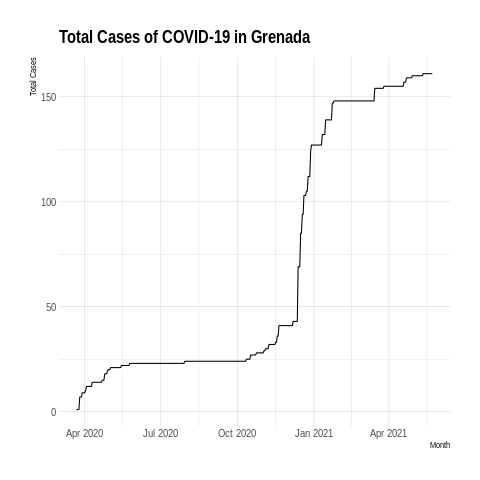 Total Cases of COVID-19 in Grenada
Total Cases
150
100
50
0
Apr 2020 Jul 2020 Oct 2020 Jan 2021 Apr 2021
Month